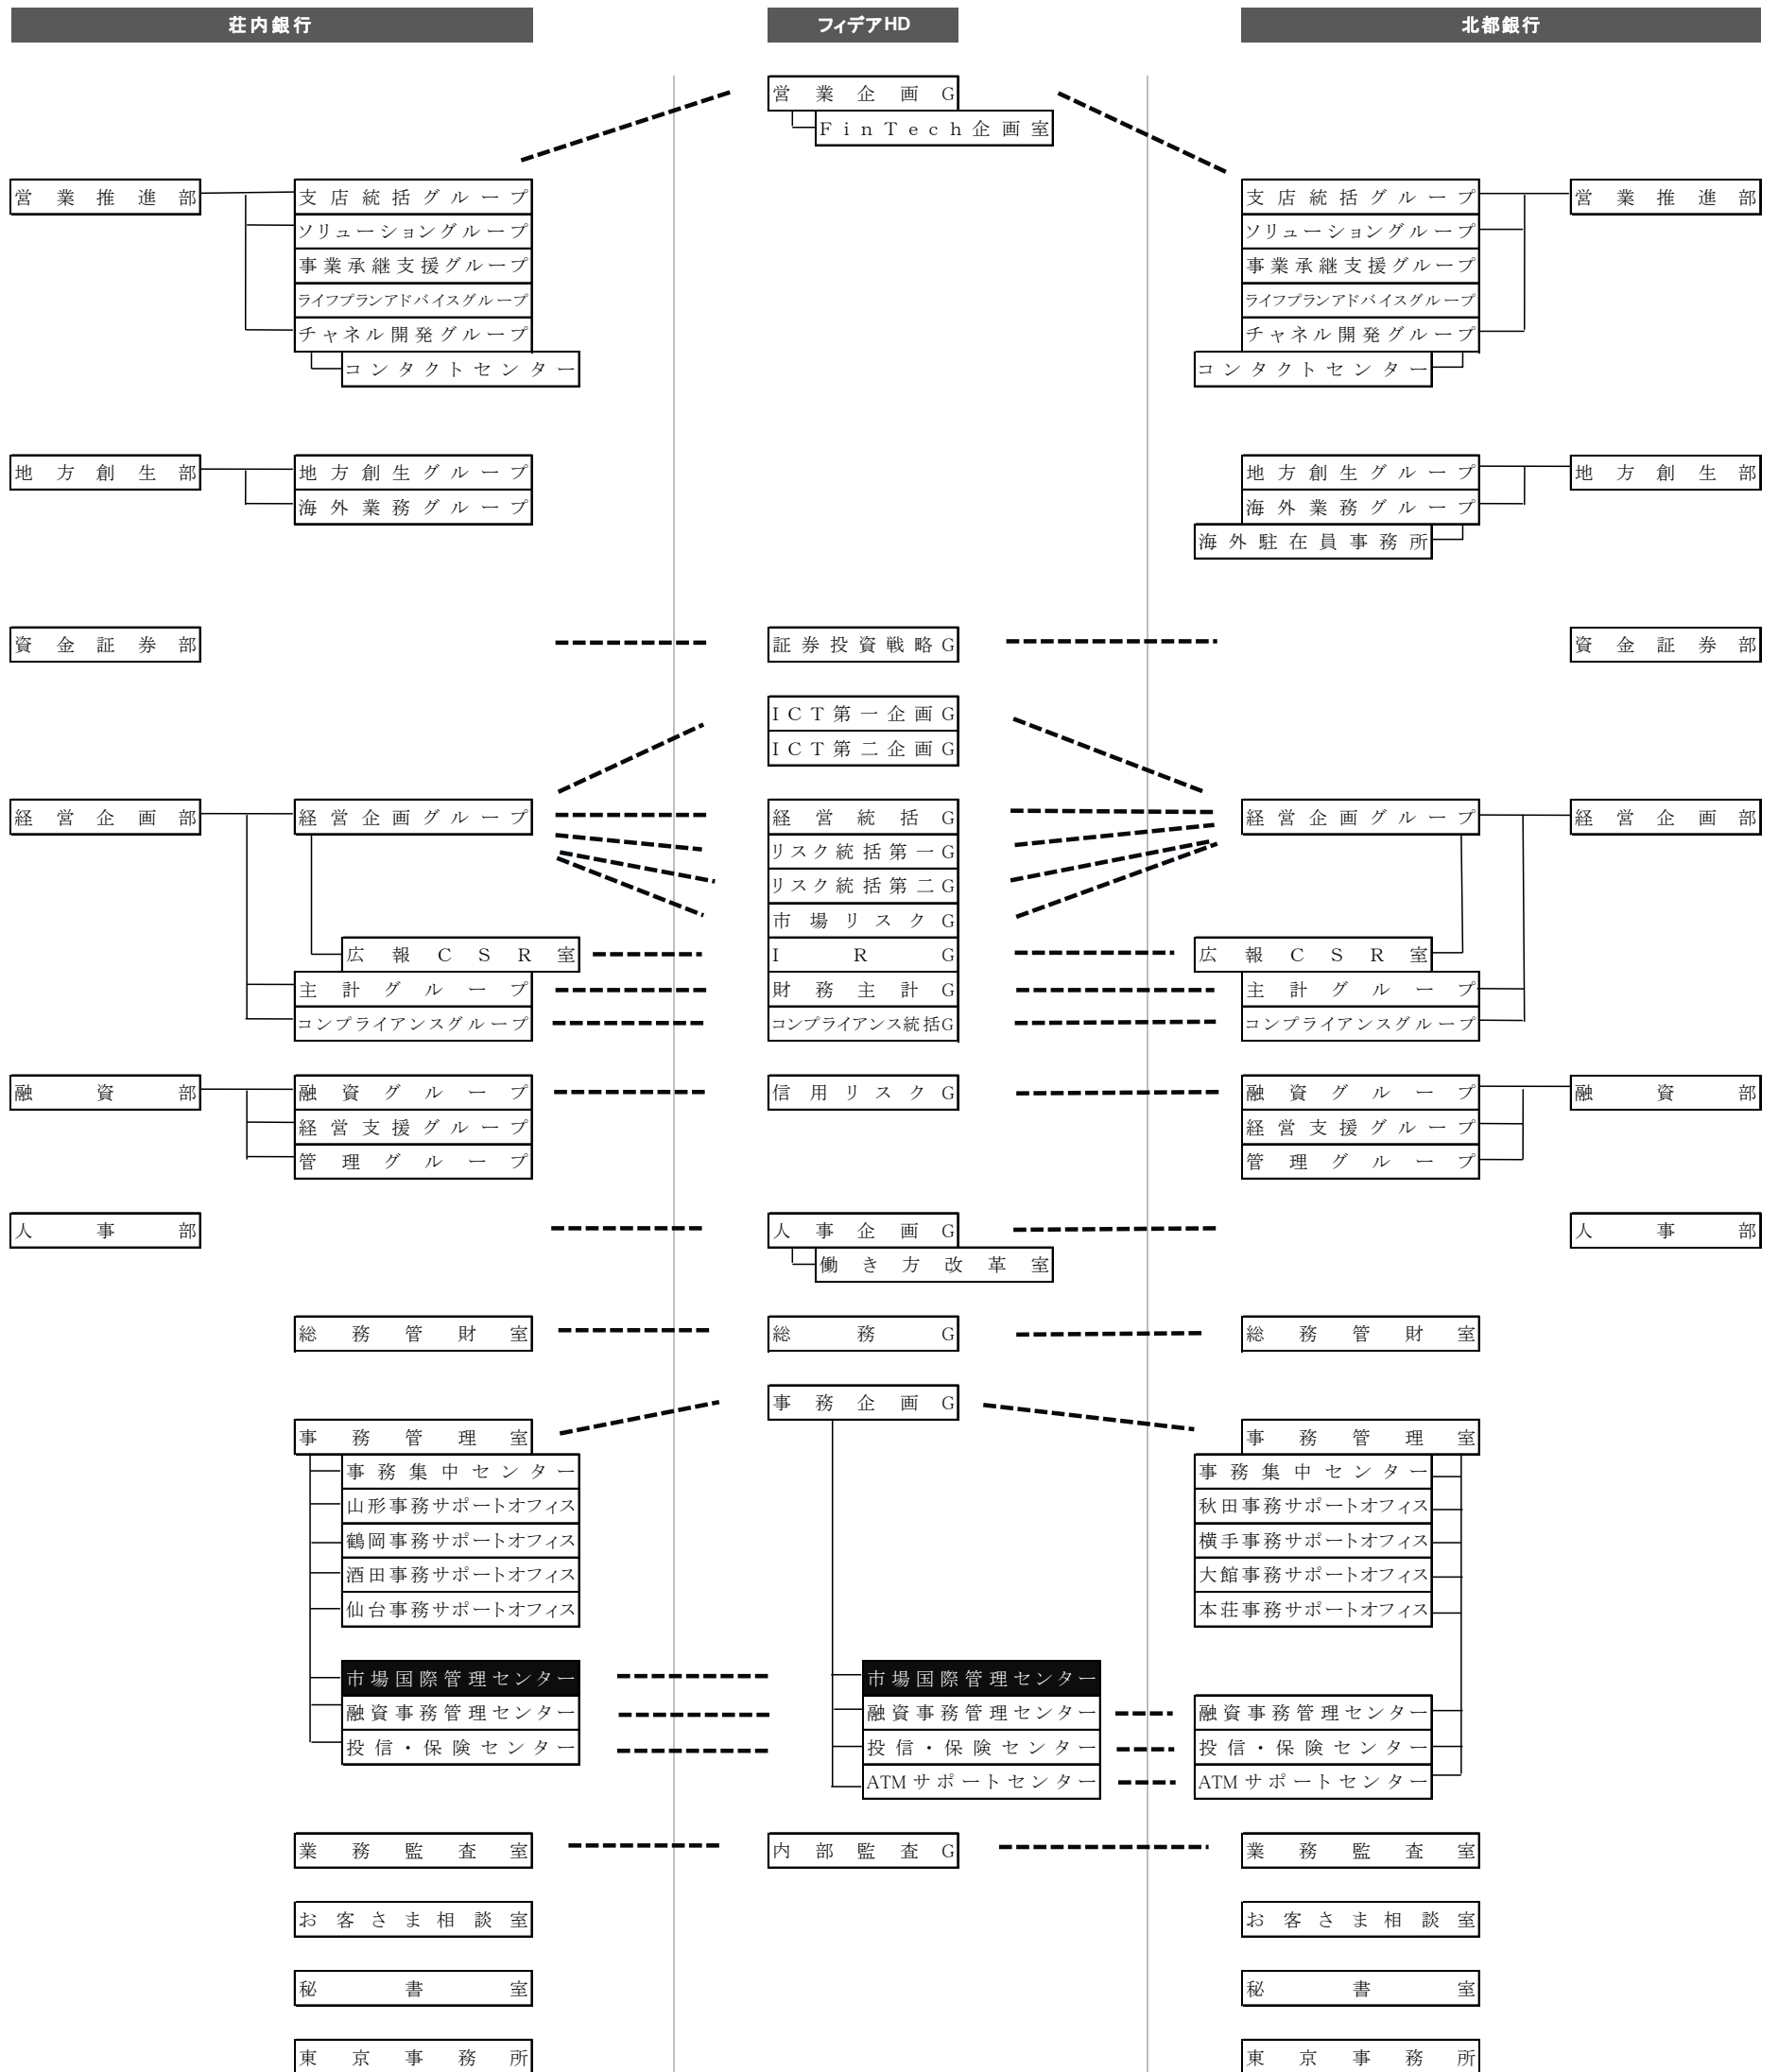 荘内銀行 フィデアHD 北都銀行
営業企画G
FinTech企画室
営業推進部 支店統括グループ 支店統括グループ 営業推進部
ソリューショングループ ソリューショングループ
事業承継支援グループ 事業承継支援グループ
ライフプランアドバイスグループ ライフプランアドバイスグループ
チャネル開発グループ チャネル開発グループ
コンタクトセンター コンタクトセンター
地方創生部 地方創生グループ 地方創生グループ 地方創生部
海外業務グループ 海外業務グループ
海外駐在員事務所
資金証券部 証券投資戦略G 資金証券部
ICT第一企画G
ICT第二企画G
経営企画部 経営企画グループ 経営統括G 経営企画グループ 経営企画部
リスク統括第一G
リスク統括第二G
市場リスクG
広報CSR室 IRG 広報CSR室
主計グループ 財務主計G 主計グループ
コンプライアンスグループ コンプライアンス統括G コンプライアンスグループ
融資部 融資グループ 信用リスクG 融資グループ 融資部
経営支援グループ 経営支援グループ
管理グループ 管理グループ
人事部 人事企画G 人事部
働き方改革室
総務管財室 総務G 総務管財室
事務企画G
事務管理室 事務管理室
事務集中センター 事務集中センター
山形事務サポートオフィス 秋田事務サポートオフィス
鶴岡事務サポートオフィス 横手事務サポートオフィス
酒田事務サポートオフィス 大館事務サポートオフィス
仙台事務サポートオフィス 本荘事務サポートオフィス
市場国際管理センター 市場国際管理センター
融資事務管理センター 融資事務管理センター 融資事務管理センター
投信・保険センター 投信・保険センター 投信・保険センター
ATMサポートセンター ATMサポートセンター
業務監査室 内部監査G 業務監査室
お客さま相談室 お客さま相談室
秘書室 秘書室
東京事務所 東京事務所